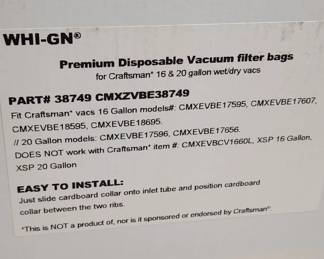 WHI-GN®
Premium Disposable Vacuum filter bags
for Craftsman* 16 & 20 gallon wet/dry vacs
PART# 38749 CMXZVBE38749
Fit Craftsman* vacs 16 Gallon models#: CMXEVBE17595, CMXEVBE17607,
CMXEVBE18595, CMXEVBE18695.
// 20 Gallon models: CMXEVBE17596, CMXEVBE17656.
DOES NOT work with Craftsman* item #: CMXEVBCV1660L, XSP 16 Gallon,
XSP 20 Gallon
EASY TO INSTALL:
Just slide cardboard collar onto inlet tube and position cardboard
collar between the two ribs.
*This is NOT a product of, nor is it sponsored or endorsed by Craftsman®.